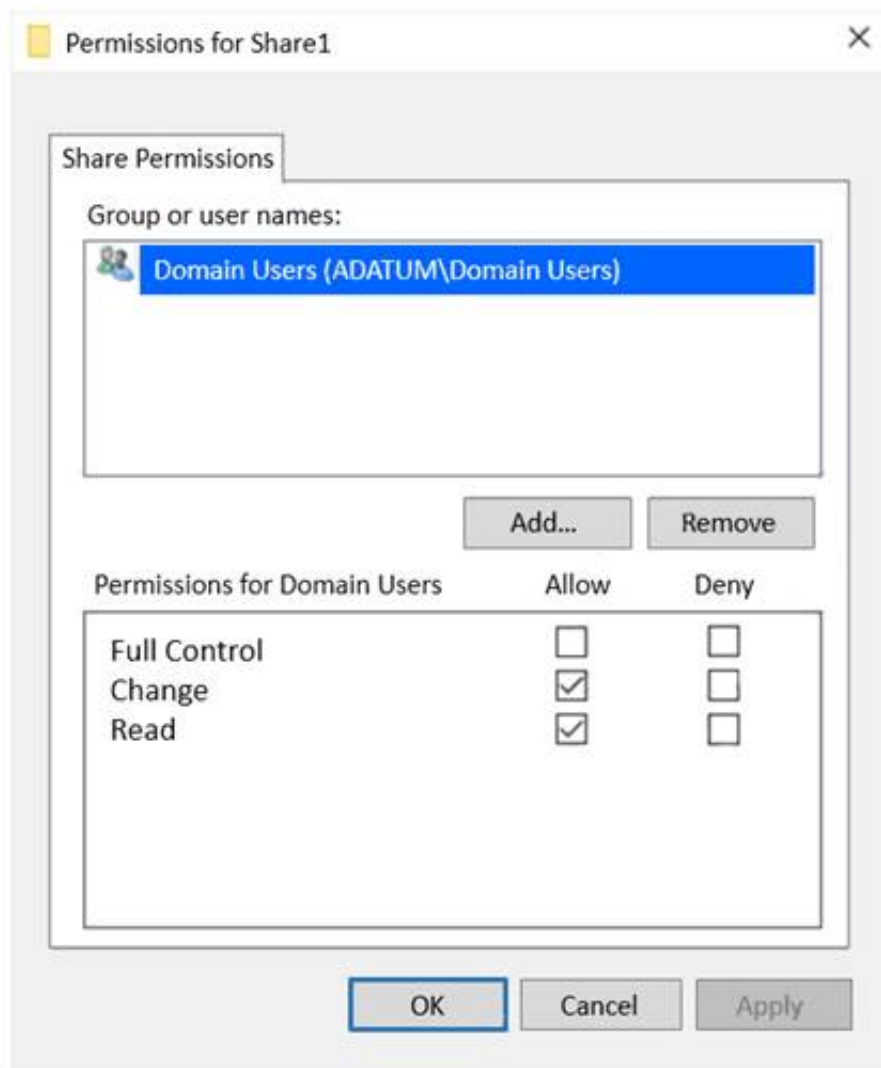 Permissions for Share1
Share Permissions
Group or user names:
Domain Users (ADATUM\Domain Users)
Add... Remove
Permissions for Domain Users Allow Deny
Full Control
Change
Read
OK Cancel Apply